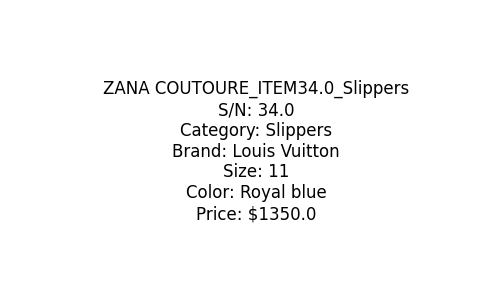 ZANA COUTOURE_ITEM34.0_Slippers
S/N: 34.0
Category: Slippers
Brand: Louis Vuitton
Size: 11
Color: Royal blue
Price: $1350.0